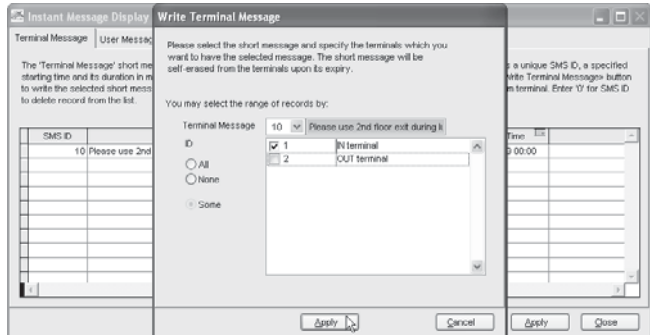 Instant Message Display
Write Terminal Message
Terminal Message
User Messag
The 'Terminal Message' short me
starting time and its duration in m
to write the selected short mess
to delete record from the list.
s a unique SMS ID, a specified
Write Terminal Message» button
m terminal. Enter '0' for SMS ID
SMS ID
Time
10 Please use 2nd
0 00:00
Please select the short message and specify the terminals which you
want to have the selected message. The short message will be
self-erased from the terminals upon its expiry.
You may select the range of records by:
Terminal Message
10
Please use 2nd floor exit during l
ID
All
None
Some
1 IN terminal
2 OUT terminal
Apply
Cancel
Apply
Close